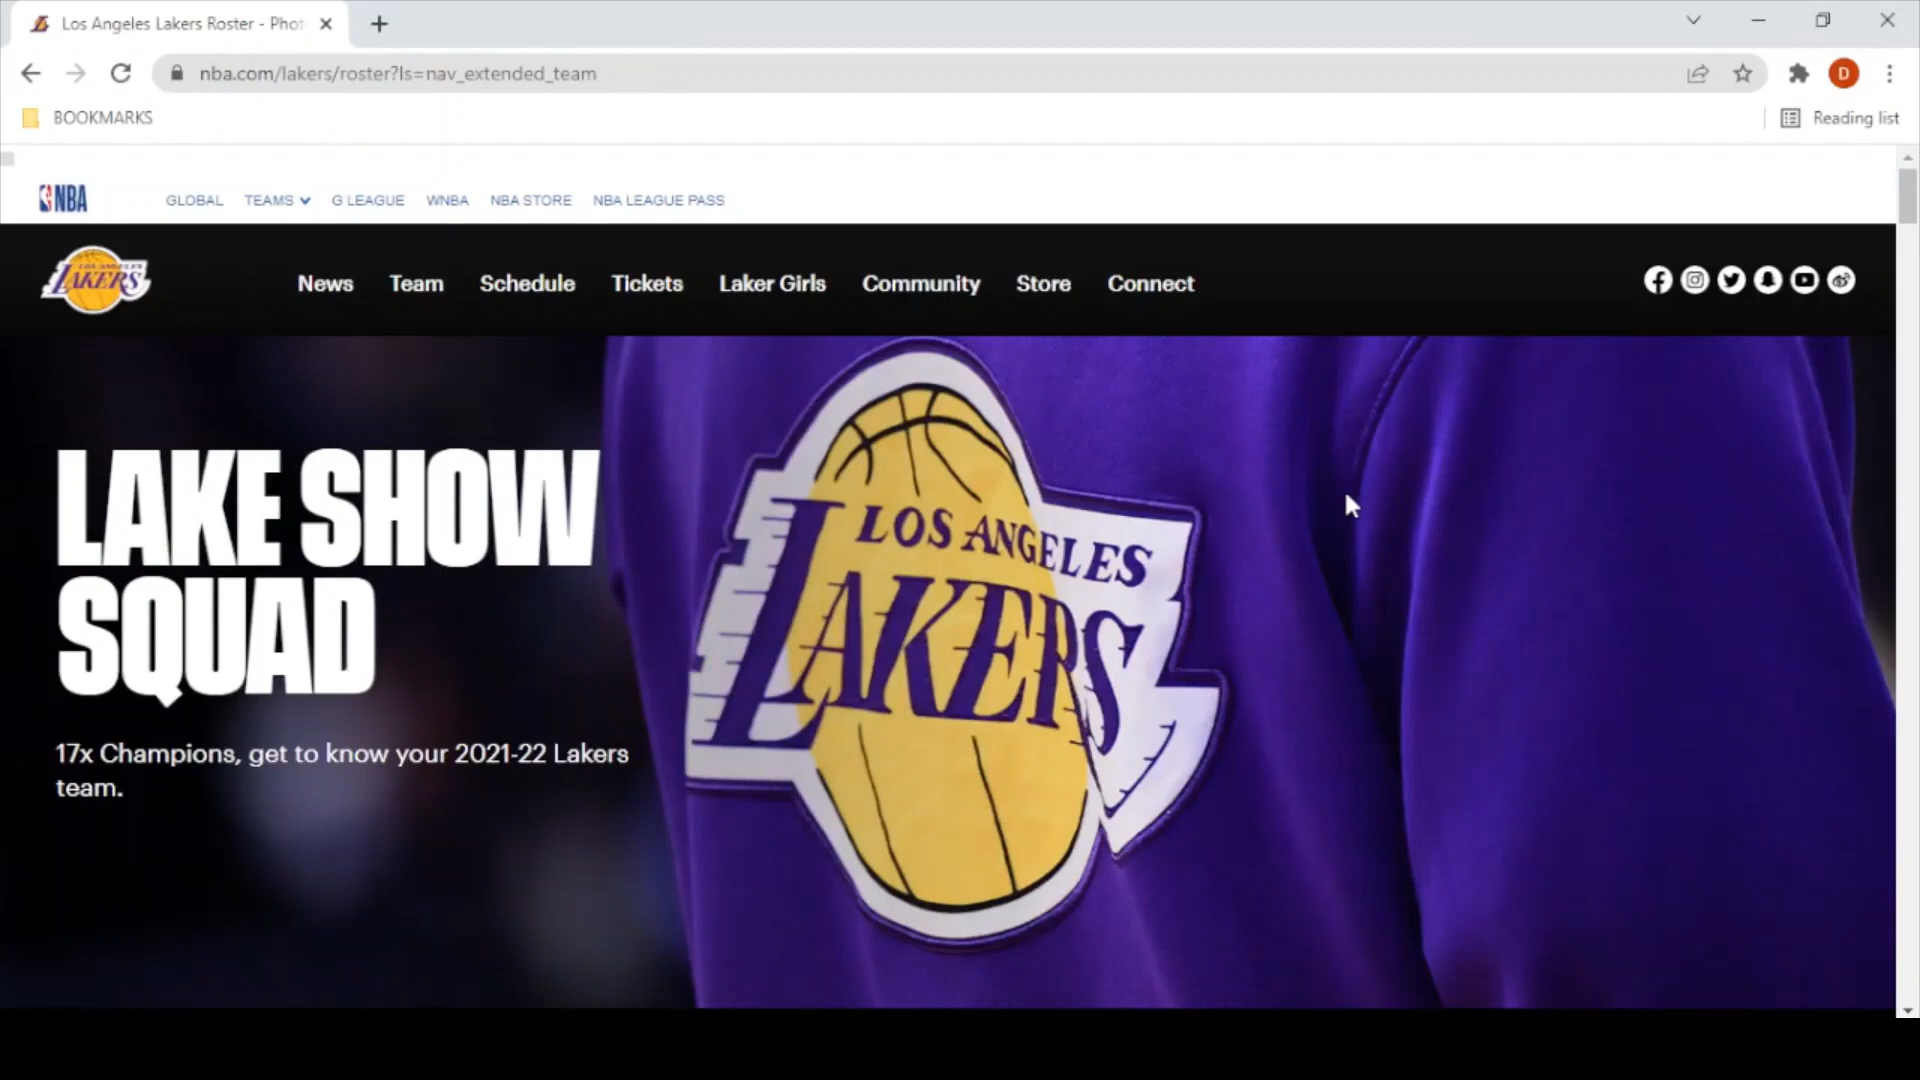 Los Angeles Lakers Roster - Phot
nba.com/lakers/roster?ls=nav_extended_team
D
BOOKMARKS
Reading list
NBA
GLOBAL TEAMS G LEAGUE WNBA NBA STORE NBA LEAGUE PASS
LOS ANGELES
LAKERS
News Team Schedule Tickets Laker Girls Community Store Connect
LAKE SHOW
SQUAD
17x Champions, get to know your 2021-22 Lakers
team.
LOS ANGELES
LAKERS